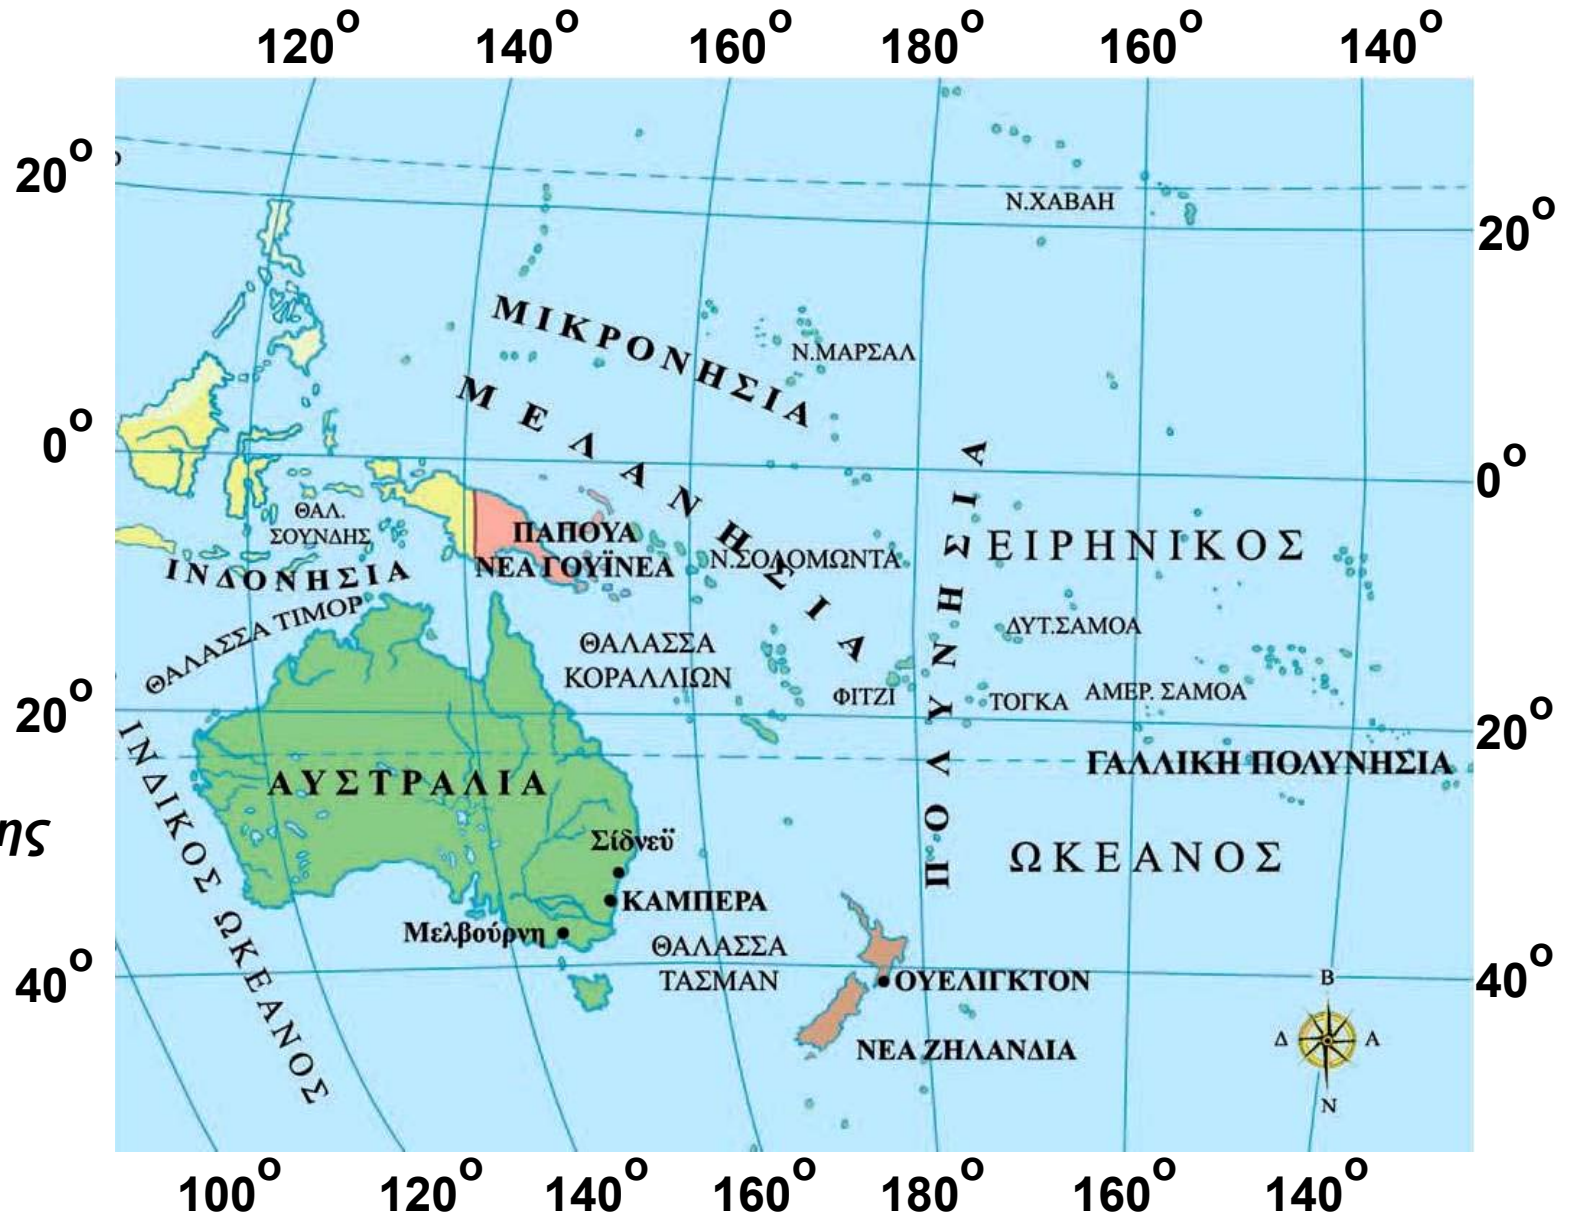 120° 140° 160° 180° 160° 140°
20°
Ν.ΧΑΒΑΗ
20°
ΜΙΚΡΟΝΗΣΙΑ
Ν.ΜΑΡΣΑΛ
ΜΕΛΑΝΗΣΙΑ
0°
0°
ΠΟΛΥΝΗΣΙΑ
ΘΑΛ.
ΣΟΥΝΔΗΣ
ΠΑΠΟΥΑ
ΝΕΑ ΓΟΥΪΝΕΑ
Ν.ΣΟΛΟΜΩΝΤΑ
ΕΙΡΗΝΙΚΟΣ
ΙΝΔΟΝΗΣΙΑ
ΘΑΛΑΣΣΑ ΤΙΜΟΡ
ΘΑΛΑΣΣΑ
ΚΟΡΑΛΛΙΩΝ
ΔΥΤ.ΣΑΜΟΑ
ΦΙΤΖΙ
ΤΟΓΚΑ
ΑΜΕΡ. ΣΑΜΟΑ
20°
20°
ΓΑΛΛΙΚΗ ΠΟΛΥΝΗΣΙΑ
ΑΥΣΤΡΑΛΙΑ
ης
Σίδνεϋ
ΩΚΕΑΝΟΣ
ΚΑΜΠΕΡΑ
Μελβούρνη
ΙΝΔΙΚΟΣ ΩΚΕΑΝΟΣ
ΘΑΛΑΣΣΑ
ΤΑΣΜΑΝ
40°
40°
ΟΥΕΛΙΓΚΤΟΝ
ΝΕΑ ΖΗΛΑΝΔΙΑ
Β
Δ Α
Ν
100° 120° 140° 160° 180° 160° 140°